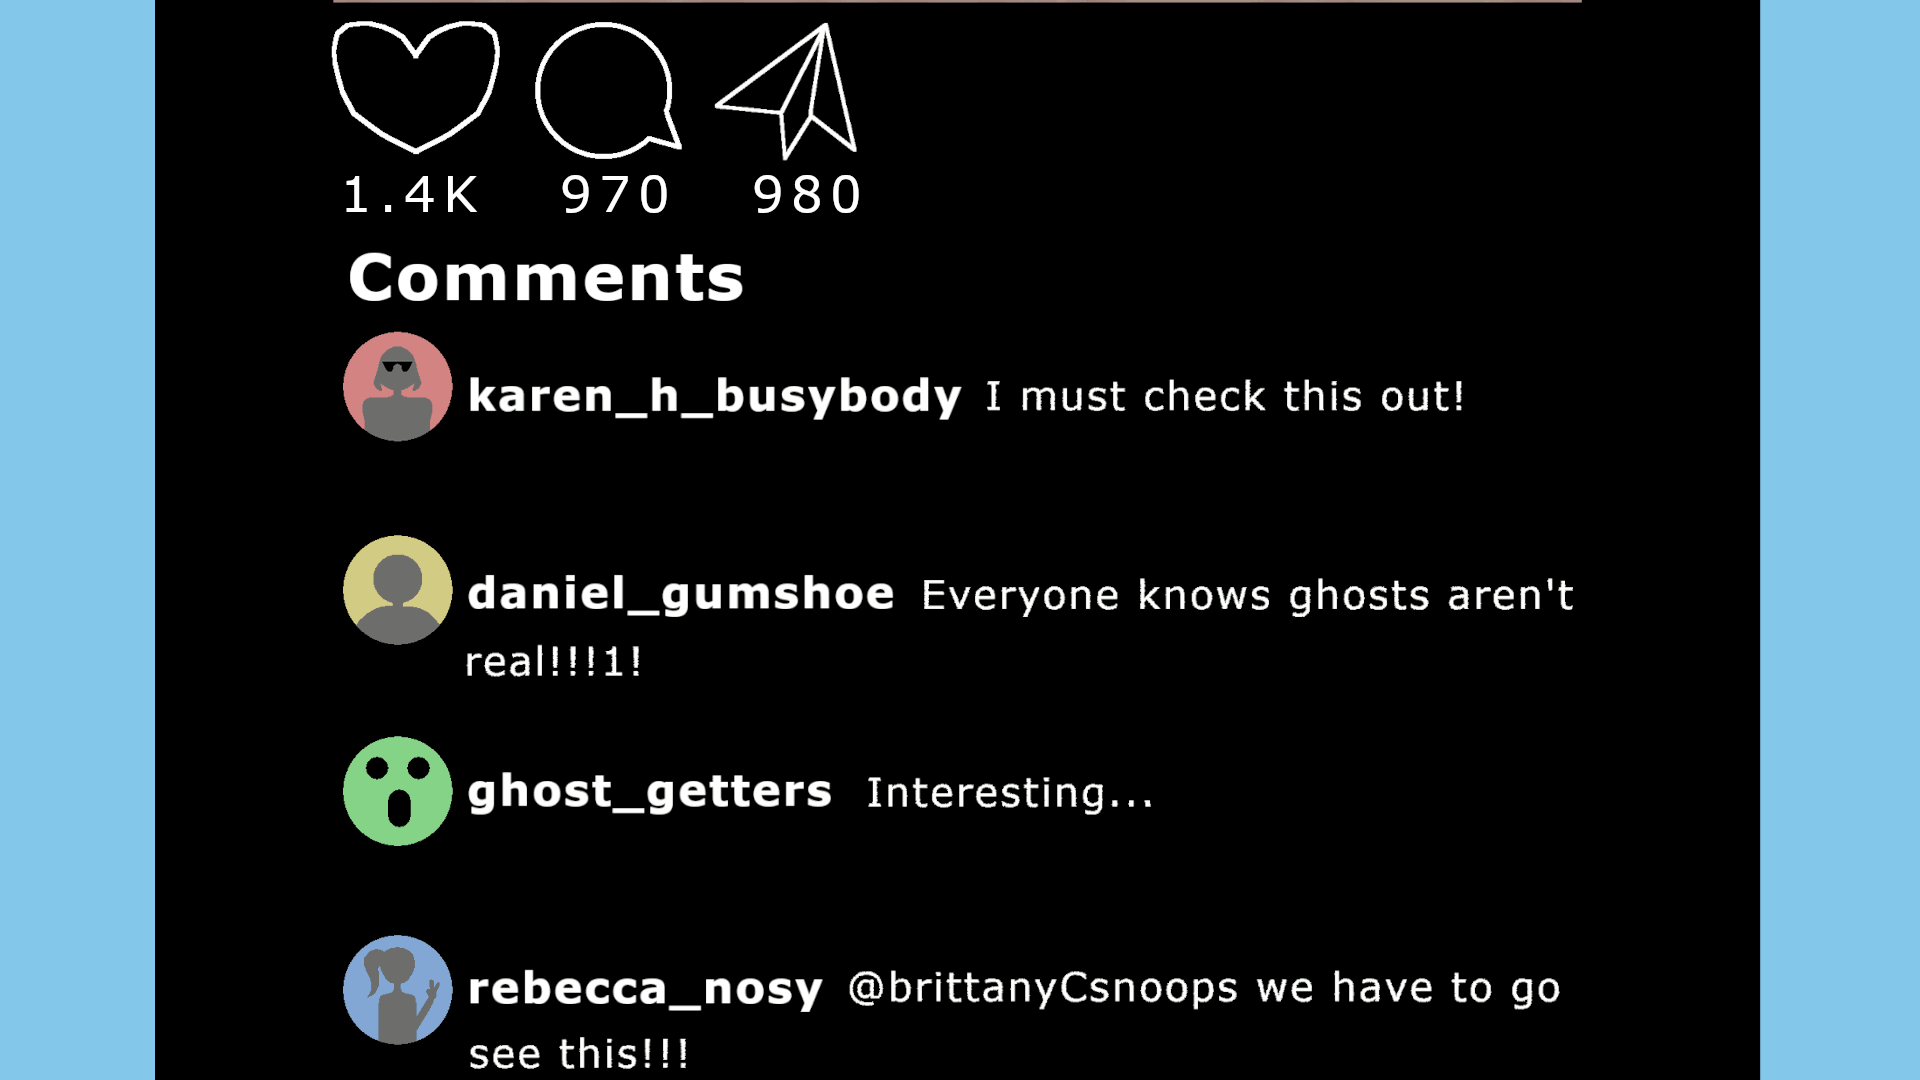 1.4K 970 980
Comments
karen_h_busybody I must check this out!
daniel_gumshoe Everyone knows ghosts aren't
real!!!1!
ghost_getters Interesting...
rebecca_nosy @brittanyCsnoops we have to go
see this!!!